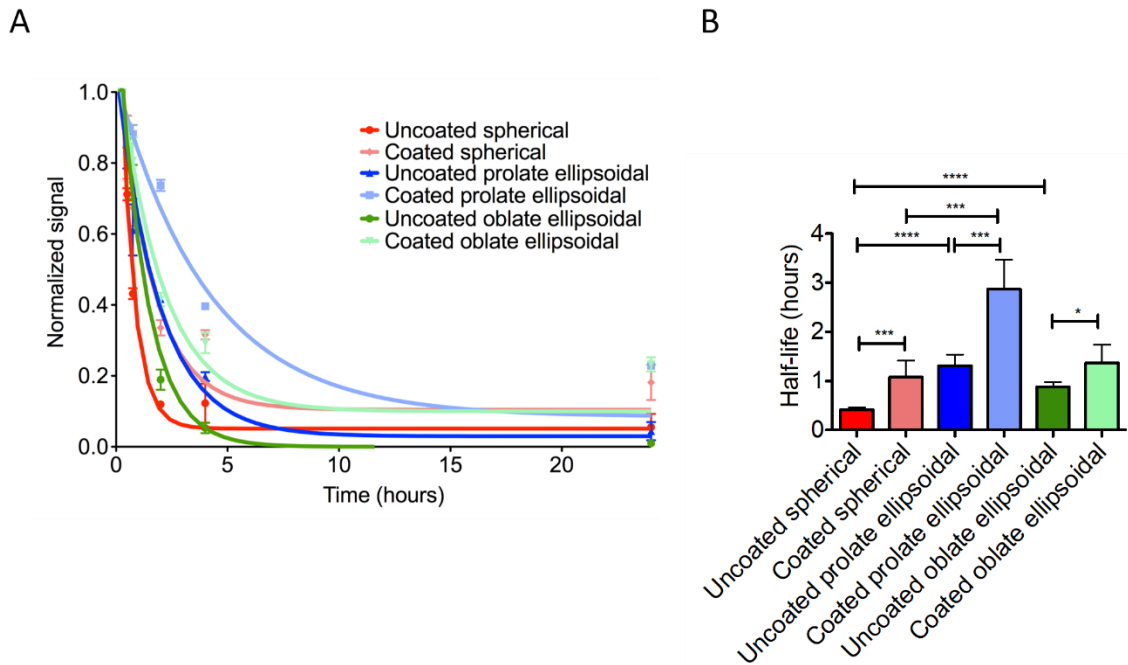 A
B
1.0
0.8
0.6
0.4
0.2
0.0
Normalized signal
0
5
10
15
20
Time (hours)
Uncoated spherical
Coated spherical
Uncoated prolate ellipsoidal
Coated prolate ellipsoidal
Uncoated oblate ellipsoidal
Coated oblate ellipsoidal
****
***
**** ***
***
*
4
3
2
1
0
Half-life (hours)
Uncoated spherical
Coated spherical
Uncoated prolate ellipsoidal
Coated prolate ellipsoidal
Uncoated oblate ellipsoidal
Coated oblate ellipsoidal